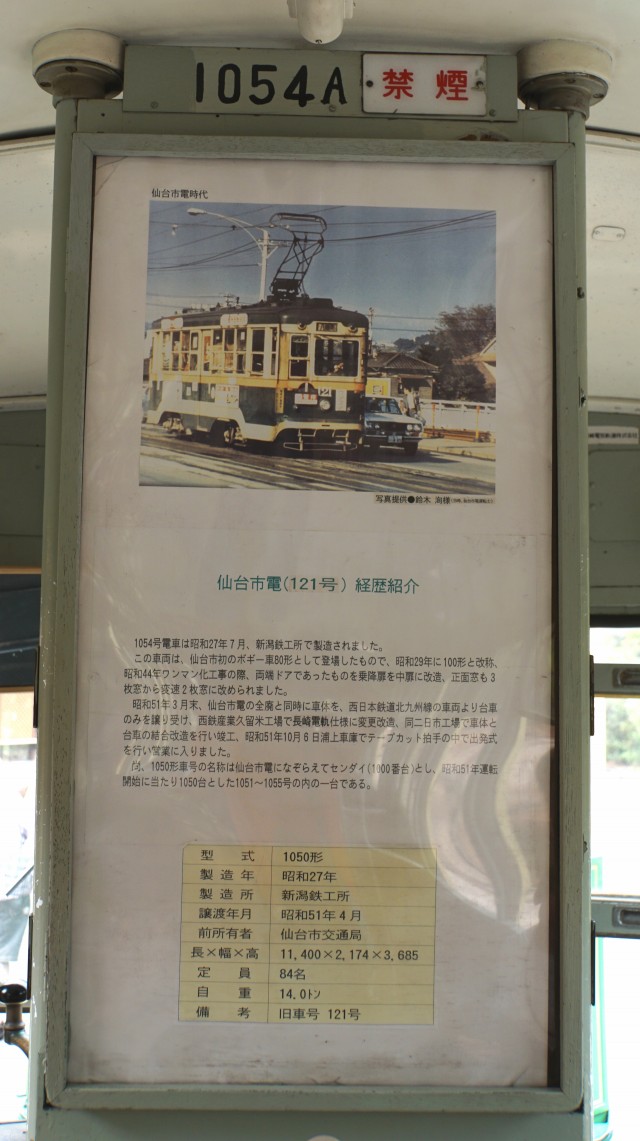 1054A 禁煙
仙台市電時代
121
写真提供●鈴木 洵様
仙台市電(121号)経歴紹介
1054号電車は昭和27年7月、新潟鉄工所で製造されました。
この車両は、仙台市初のボギー車80形として登場したもので、昭和29年に100形と改称、
昭和44年ワンマン化工事の際、両端ドアであったものを乗降扉を中扉に改造、正面窓も3
枚窓から変速2枚窓に改められました。
昭和51年3月末、仙台市電の全廃と同時に車体を、西日本鉄道北九州線の車両より台車
のみを譲り受け、西鉄産業久留米工場で長崎電軌仕様に変更改造、同二日市工場で車体と
台取の結合改造を行い竣工、昭和51年10月6日浦上車庫でテープカット拍手の中で出発式
を行い営業に入りました。
尚、1050形車号の名称は仙台市電になぞらえてセンダイ(1000番台)とし、昭和51年運転
開始に当たり1050台とした1051～1055号の内の一台である。
型式 1050形
製造年 昭和27年
製造所 新潟鉄工所
譲渡年月 昭和51年4月
前所有者 仙台市交通局
長×幅×高 11,400×2,174×3,685
定員 84名
自重 14.0トン
備考 旧車号 121号